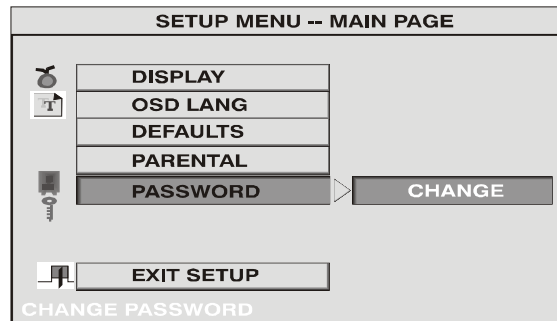 SETUP MENU -- MAIN PAGE
DISPLAY
T OSD LANG
DEFAULTS
PARENTAL
PASSWORD CHANGE
EXIT SETUP
CHANGE PASSWORD